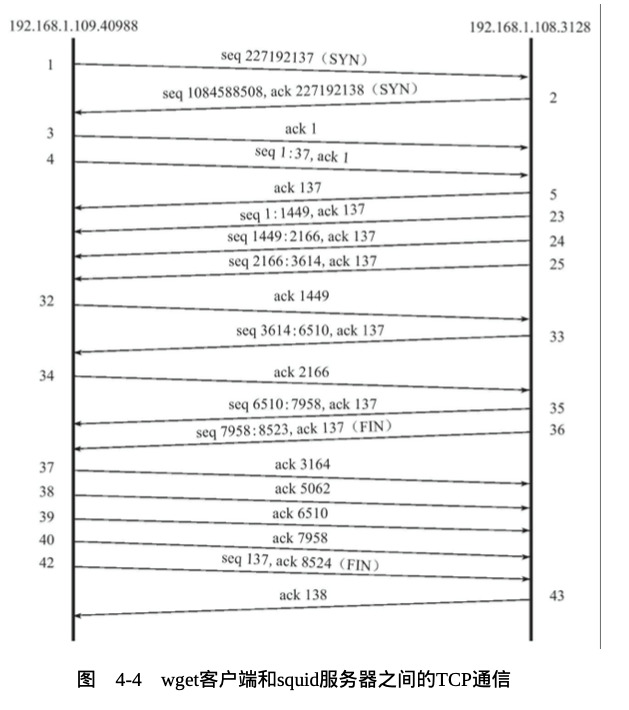 192.168.1.109.40988 192.168.1.108.3128
1 seq 227192137（SYN）
seq 1084588508, ack 227192138（SYN） 2
3 ack 1
4 seq 1:37, ack 1
ack 137 5
seq 1:1449, ack 137 23
seq 1449:2166, ack 137 24
seq 2166:3614, ack 137 25
32 ack 1449
seq 3614:6510, ack 137 33
34 ack 2166
seq 6510:7958, ack 137 35
seq 7958:8523, ack 137（FIN） 36
37 ack 3164
38 ack 5062
39 ack 6510
40 ack 7958
42 seq 137, ack 8524（FIN）
ack 138 43
图 4-4 wget客户端和squid服务器之间的TCP通信